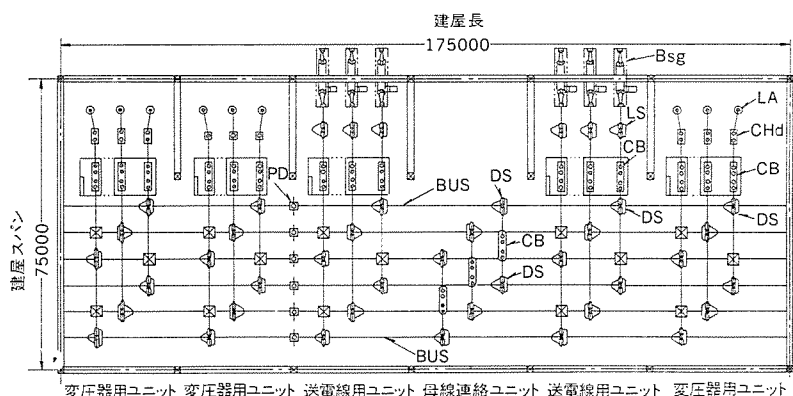 建屋長
175000
Bsg
LA
LS
CHd
CB
CB
PD
BUS
DS
DS
DS
CB
DS
建屋スパン
75000
BUS
変圧器用ユニット 変圧器用ユニット 送電線用ユニット 母線連絡ユニット 送電線用ユニット 変圧器用ユニット